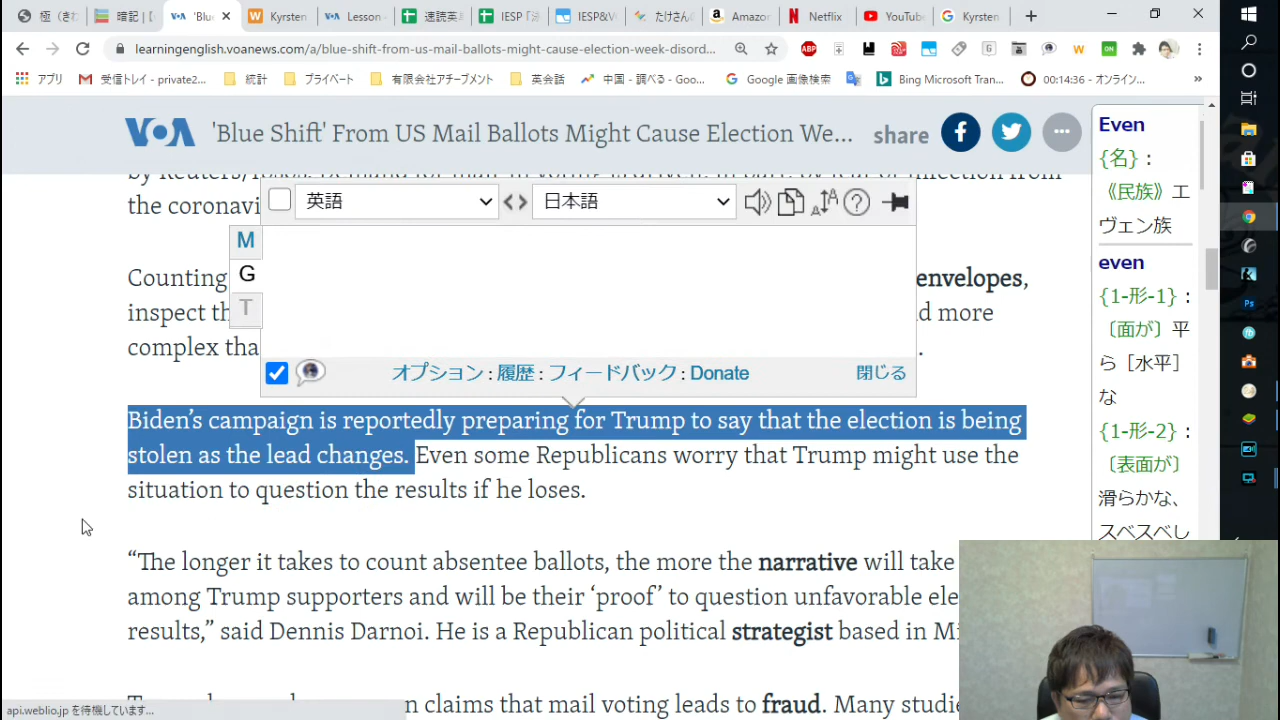 極（きわ
暗記｜【
'Blu
Kyrsten
Lesson -
速読英
IESP『
IESP&V
たけさん
Amazor
Netflix
YouTub
Kyrsten
learningenglish.voanews.com/a/blue-shift-from-us-mail-ballots-might-cause-election-week-disord...
アプリ
受信トレイ - private2...
統計
プライベート
有限会社アチーブメント
英会話
中国 - 調べる - Goo...
Google 画像検索
Bing Microsoft Tran...
00:14:36 - オンライン...
VOA
'Blue Shift' From US Mail Ballots Might Cause Election We...
share
the coronavi
英語
日本語
M
G
T
Counting
envelopes,
inspect th
d more
complex tha
オプション : 履歴 : フィードバック : Donate
閉じる
Biden’s campaign is reportedly preparing for Trump to say that the election is being
stolen as the lead changes. Even some Republicans worry that Trump might use the
situation to question the results if he loses.
“The longer it takes to count absentee ballots, the more the narrative will take
among Trump supporters and will be their ‘proof’ to question unfavorable ele
results,” said Dennis Darnoi. He is a Republican political strategist based in Mi
n claims that mail voting leads to fraud. Many studie
Even
{名}：
《民族》エ
ヴェン族
even
{1-形-1}：
〔面が〕平
ら［水平］
な
{1-形-2}：
〔表面が〕
滑らかな、
スベスベし
api.weblio.jp を待機しています...